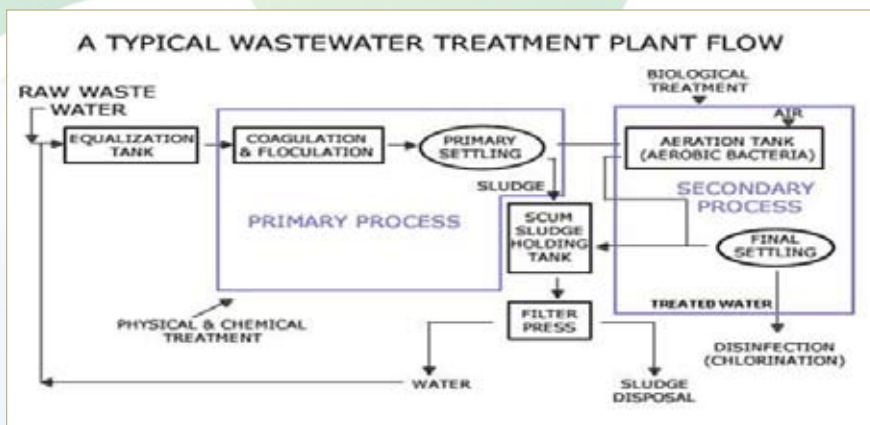 A TYPICAL WASTEWATER TREATMENT PLANT FLOW
RAW WASTE
WATER
EQUALIZATION
TANK
COAGULATION
& FLOCULATION
PRIMARY
SETTLING
SLUDGE
PRIMARY PROCESS
SCUM
SLUDGE
HOLDING
TANK
FILTER
PRESS
PHYSICAL & CHEMICAL
TREATMENT
WATER
SLUDGE
DISPOSAL
BIOLOGICAL
TREATMENT
AIR
AERATION TANK
(AEROBIC BACTERIA)
SECONDARY
PROCESS
FINAL
SETTLING
TREATED WATER
DISINFECTION
(CHLORINATION)